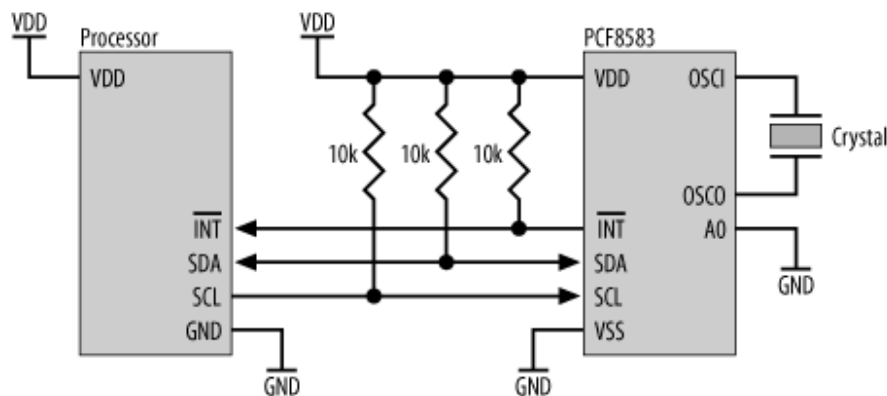 VDD
Processor
VDD
PCF8583
VDD
VDD
OSCI
10k
10k
10k
Crystal
OSCO
INT
INT
A0
SDA
SDA
SCL
SCL
GND
GND
VSS
GND
GND